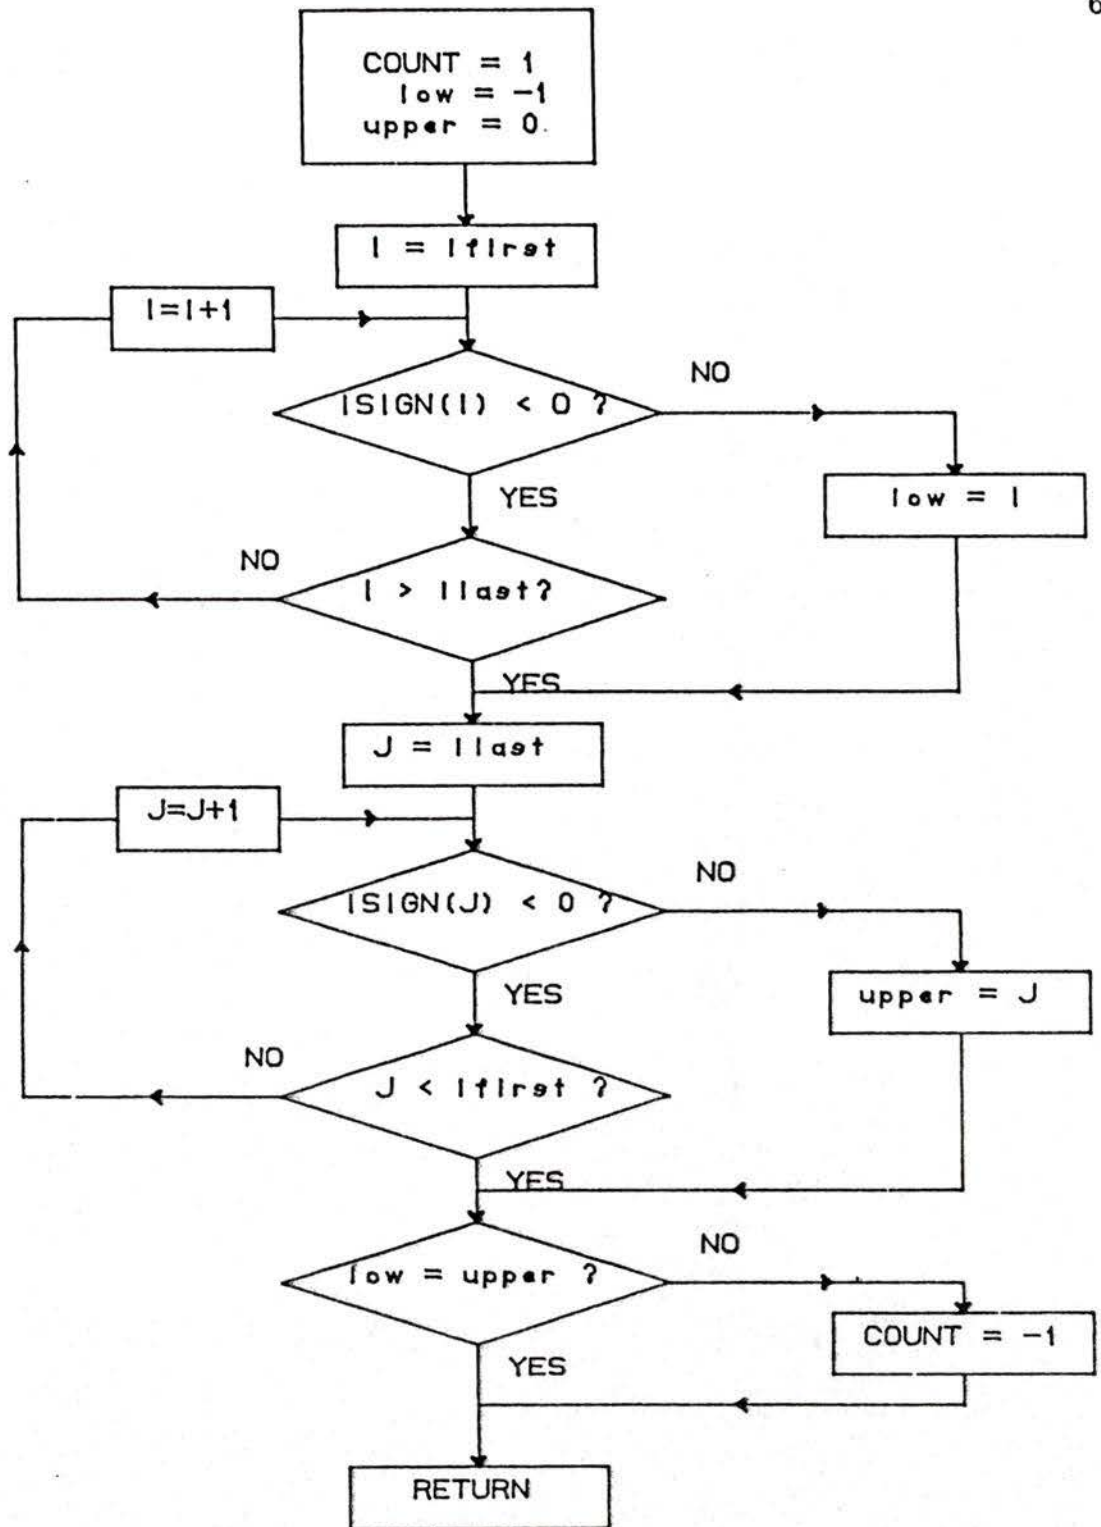 6
COUNT = 1
low = -1
upper = 0.
I = Ifirst
I=I+1
NO
ISIGN(I) < 0 ?
YES
low = I
NO
I > Ilast?
YES
J = Ilast
J=J+1
NO
ISIGN(J) < 0 ?
YES
upper = J
NO
J < Ifirst ?
YES
NO
low = upper ?
COUNT = -1
YES
RETURN